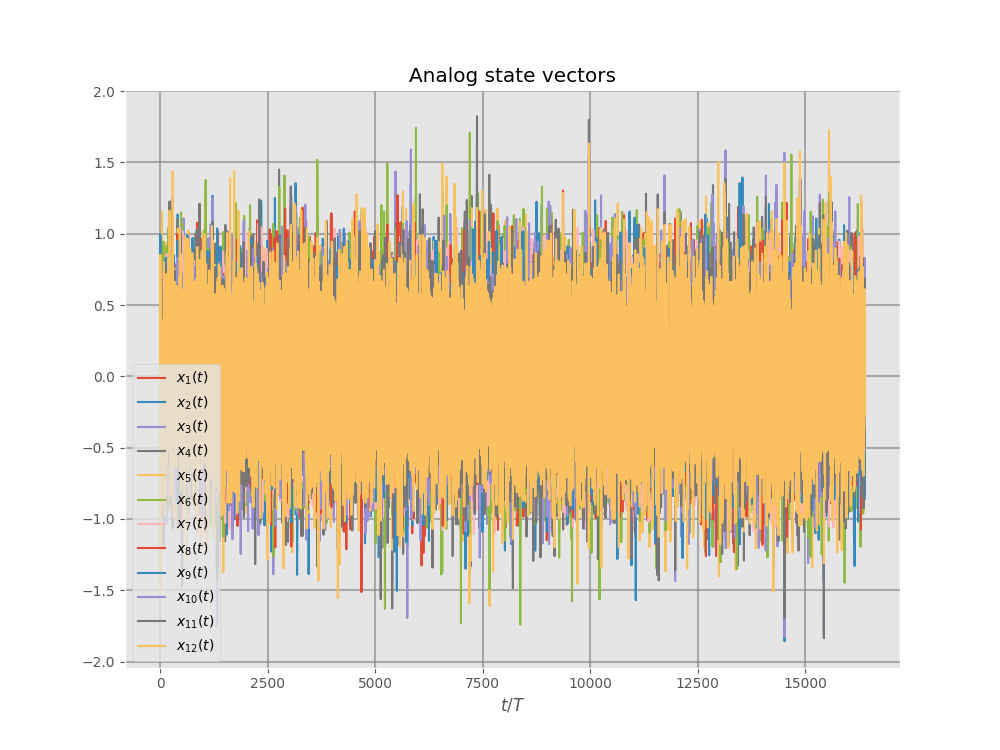 Analog state vectors
2.0
1.5
1.0
0.5
0.0
−0.5
−1.0
−1.5
−2.0
x1(t)
x2(t)
x3(t)
x4(t)
x5(t)
x6(t)
x7(t)
x8(t)
x9(t)
x10(t)
x11(t)
x12(t)
0 2500 5000 7500 10000 12500 15000
t/T